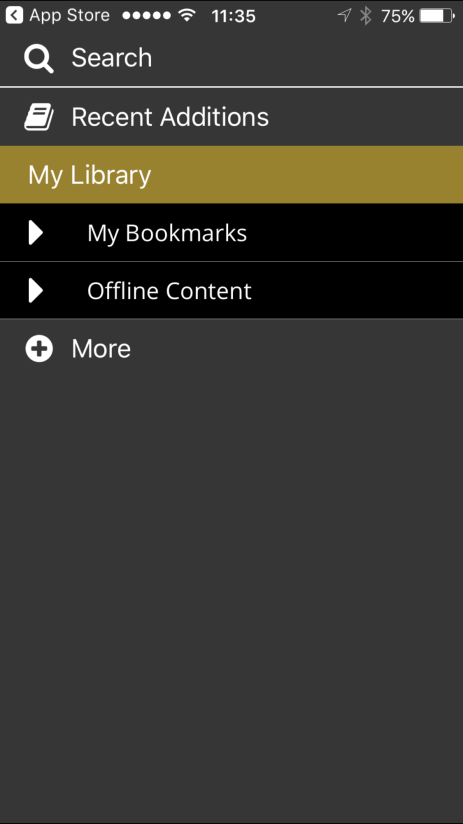 App Store 11:35 75%
Search
Recent Additions
My Library
My Bookmarks
Offline Content
More